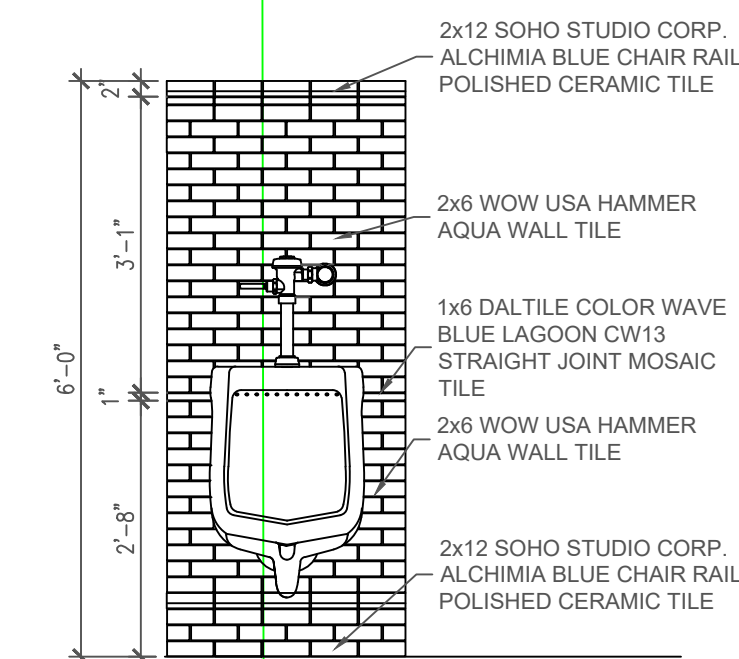 2x12 SOHO STUDIO CORP.
ALCHIMIA BLUE CHAIR RAIL
POLISHED CERAMIC TILE
2"
2x6 WOW USA HAMMER
AQUA WALL TILE
3'-1"
1x6 DALTILE COLOR WAVE
BLUE LAGOON CW13
STRAIGHT JOINT MOSAIC
TILE
6'-0"
1"
2x6 WOW USA HAMMER
AQUA WALL TILE
2'-8"
2x12 SOHO STUDIO CORP.
ALCHIMIA BLUE CHAIR RAIL
POLISHED CERAMIC TILE